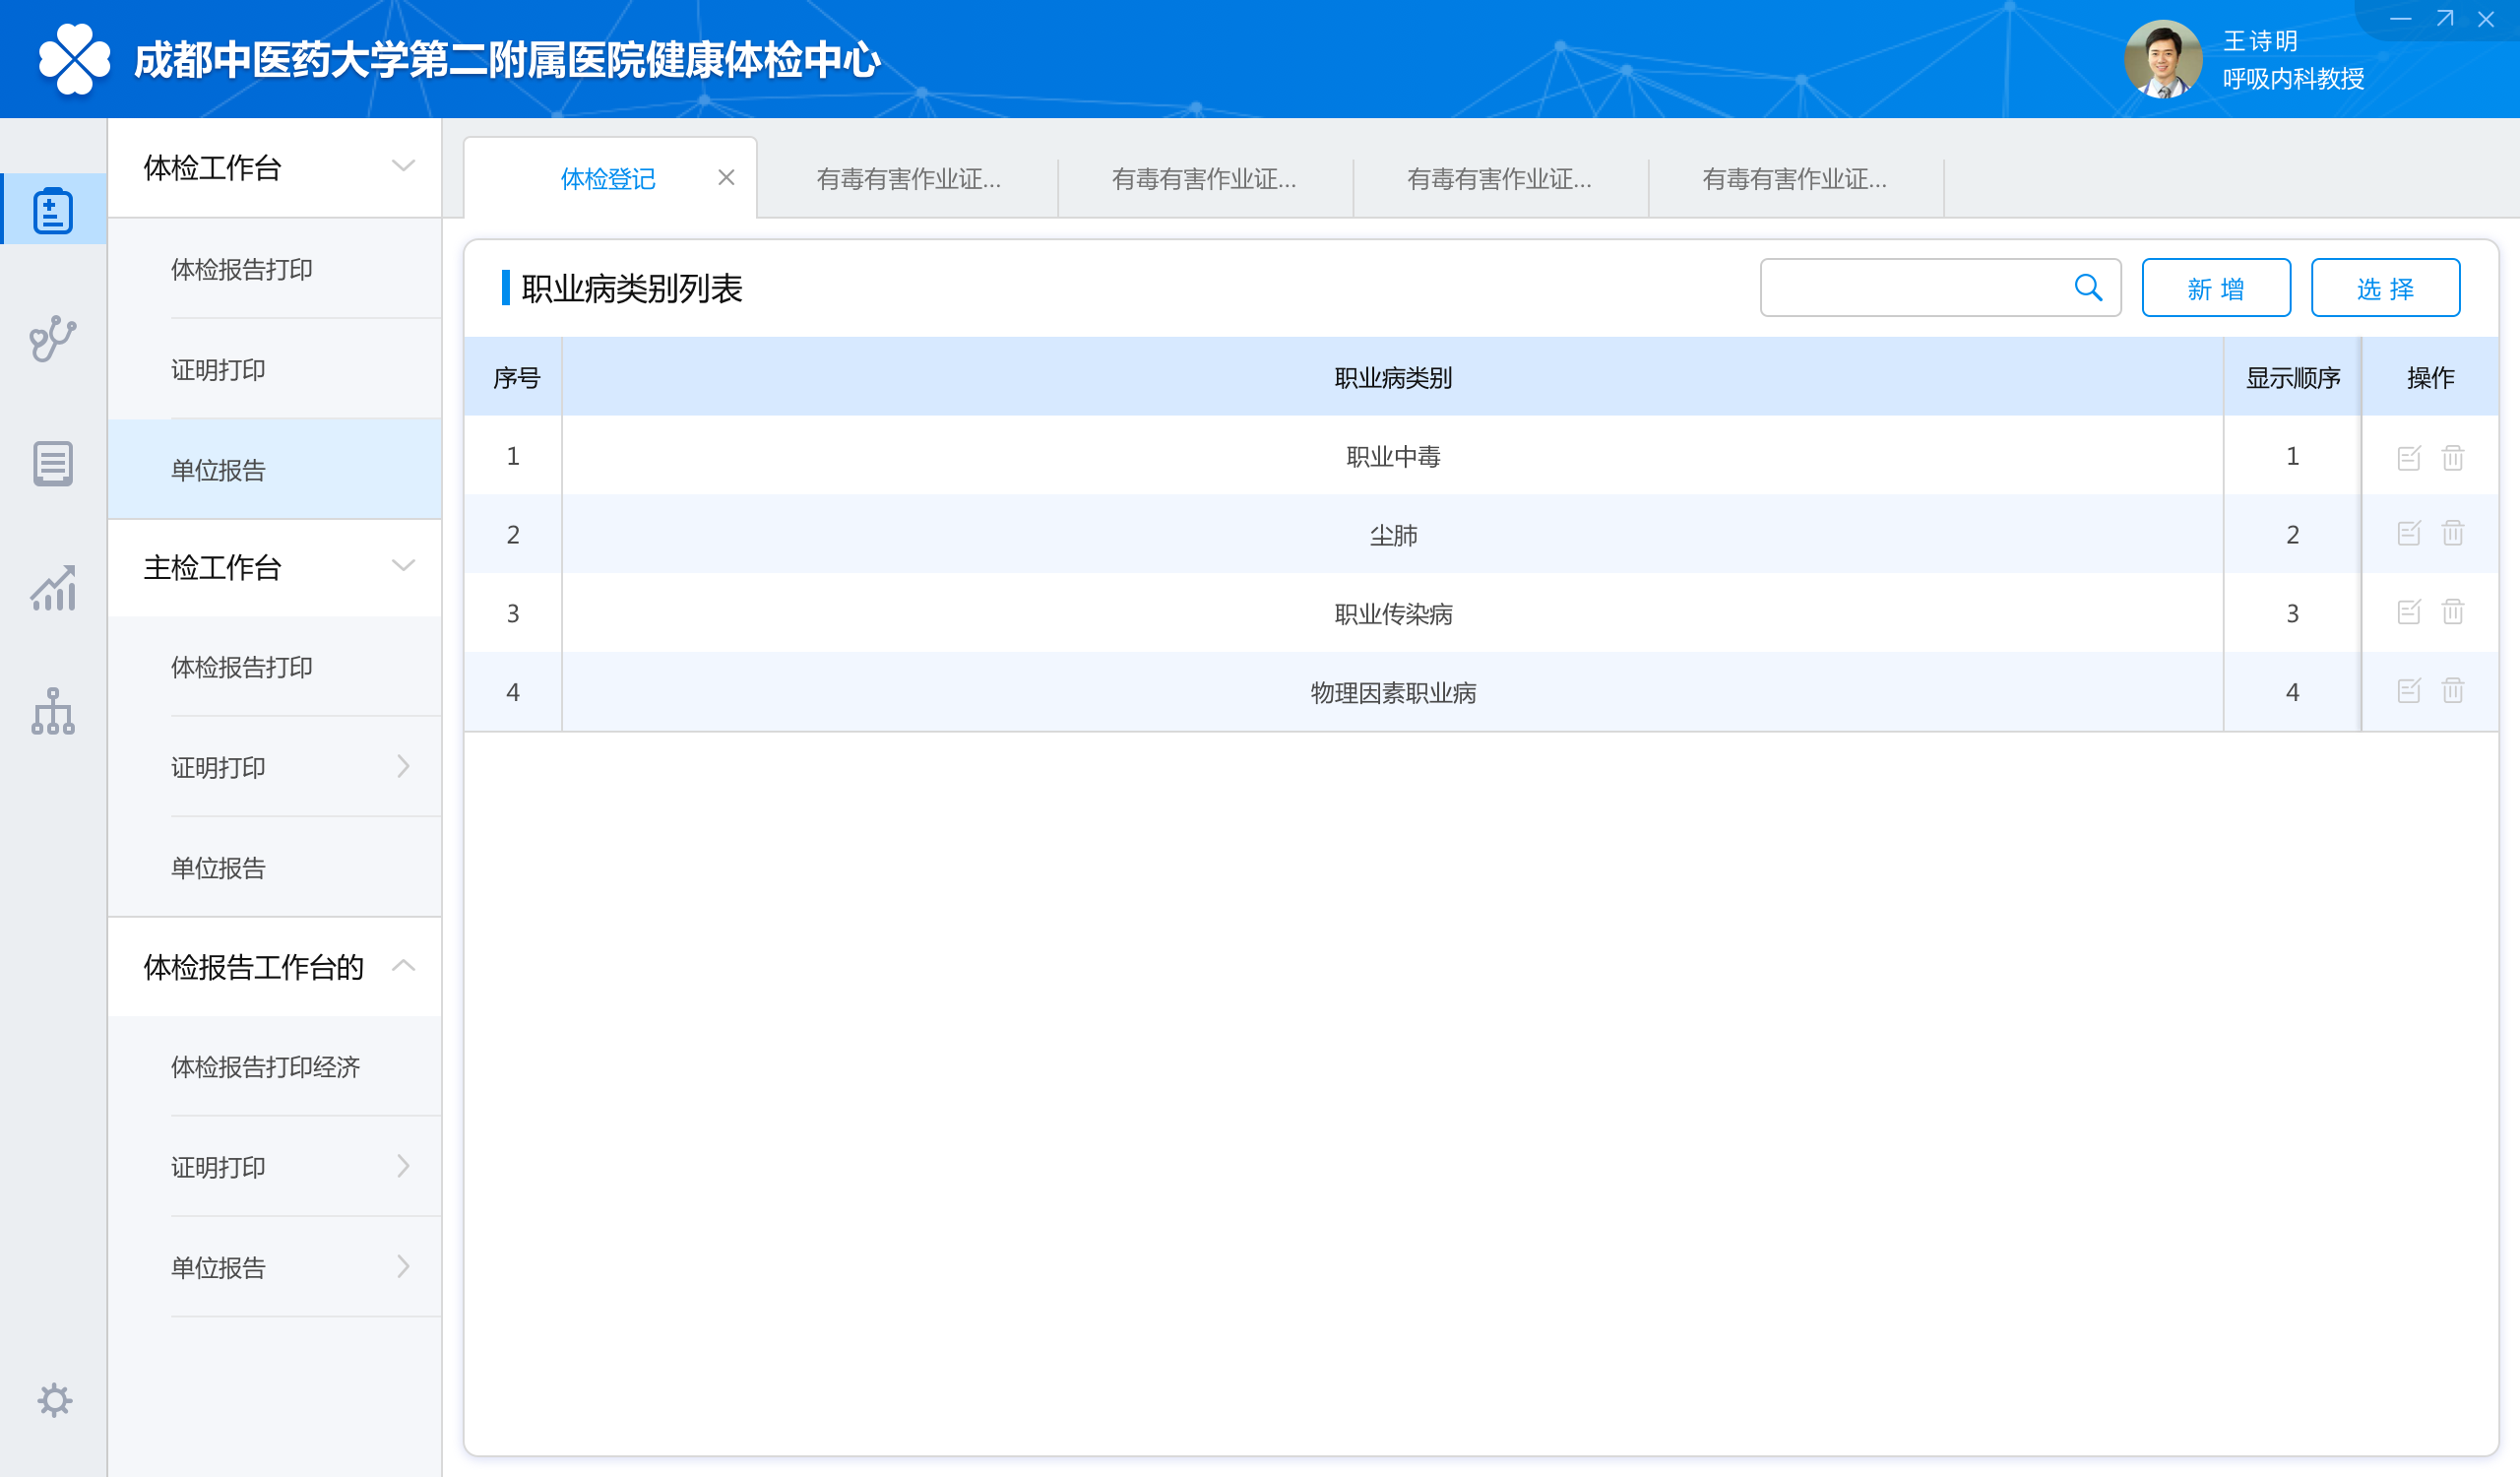 成都中医药大学第二附属医院健康体检中心
王诗明
呼吸内科教授
体检工作台
体检报告打印
证明打印
单位报告
主检工作台
体检报告打印
证明打印
单位报告
体检报告工作台的
体检报告打印经济
证明打印
单位报告
体检登记 有毒有害作业证... 有毒有害作业证... 有毒有害作业证... 有毒有害作业证...
职业病类别列表 新 增 选 择
序号 职业病类别 显示顺序 操作
1 职业中毒 1
2 尘肺 2
3 职业传染病 3
4 物理因素职业病 4